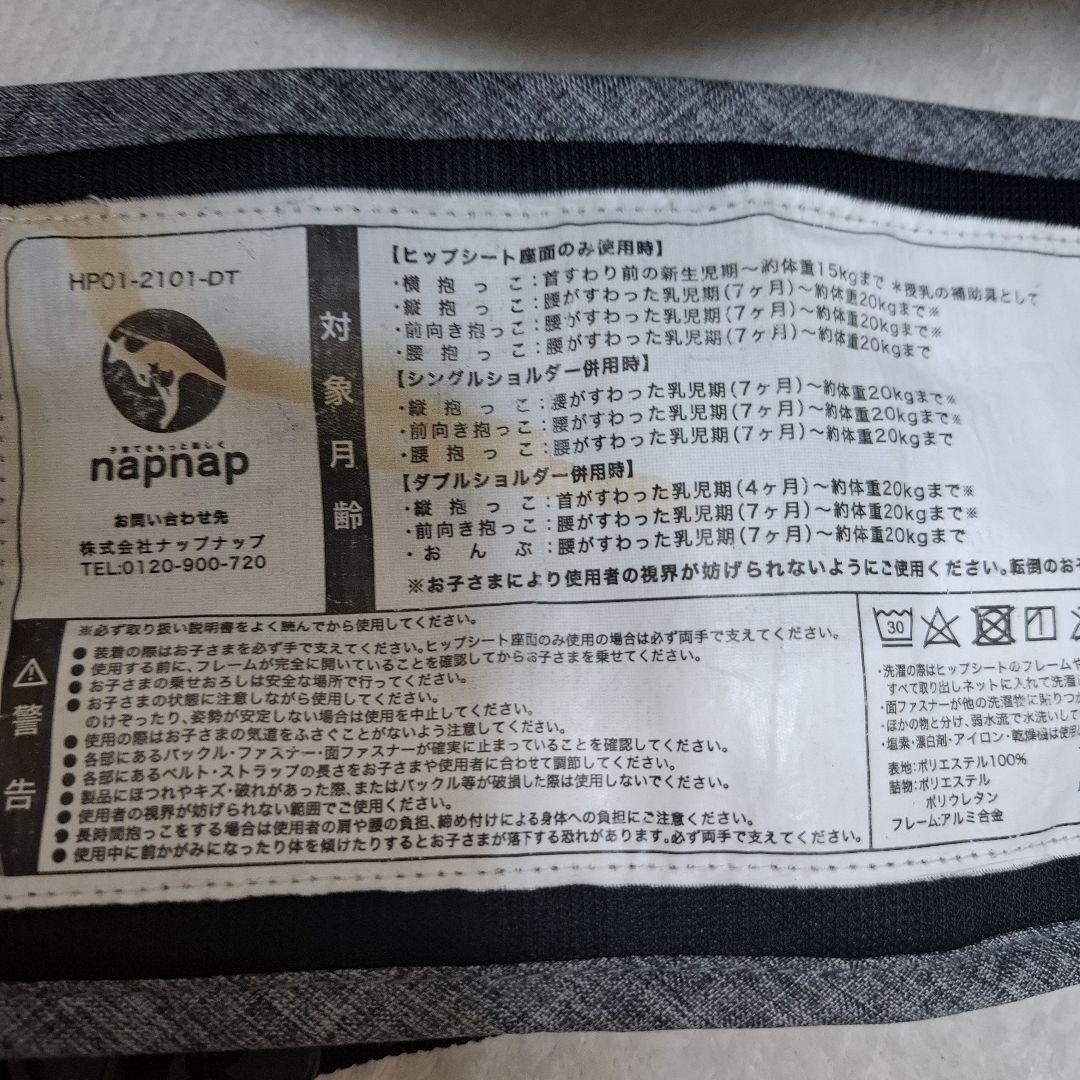 HP01-2101-DT
子育てをもっと楽しく
napnap
お問い合わせ先
株式会社ナップナップ
TEL:0120-900-720
対象月齢
【ヒップシート座面のみ使用時】
・横抱っこ:首すわり前の新生児期～約体重15kgまで *授乳の補助具として
・縦抱っこ:腰がすわった乳児期(7ヶ月)～約体重20kgまで※
・前向き抱っこ:腰がすわった乳児期(7ヶ月)～約体重20kgまで※
・腰抱っこ:腰がすわった乳児期(7ヶ月)～約体重20kgまで
【シングルショルダー併用時】
・縦抱っこ:腰がすわった乳児期(7ヶ月)～約体重20kgまで※
・前向き抱っこ:腰がすわった乳児期(7ヶ月)～約体重20kgまで※
・腰抱っこ:腰がすわった乳児期(7ヶ月)～約体重20kgまで
【ダブルショルダー併用時】
・縦抱っこ:首がすわった乳児期(4ヶ月)～約体重20kgまで※
・前向き抱っこ:腰がすわった乳児期(7ヶ月)～約体重20kgまで※
・おんぶ:腰がすわった乳児期(7ヶ月)～約体重20kgまで
※お子さまにより使用者の視界が妨げられないようにご使用ください。転倒のおそ
⚠警告
※必ず取り扱い説明書をよく読んでから使用してください。
●装着の際はお子さまを必ず手で支えてください。ヒップシート座面のみ使用の場合は必ず両手で支えてください。
●使用する前に、フレームが完全に開いていることを確認してからお子さまを乗せてください。
●お子さまの乗せおろしは安全な場所で行ってください。
●お子さまの状態に注意しながら使用してください。
のけぞったり、姿勢が安定しない場合は使用を中止してください。
●使用の際はお子さまの気道をふさぐことがないよう注意してください。
●各部にあるバックル・ファスナー・面ファスナーが確実に止まっていることを確認してください。
●各部にあるベルト・ストラップの長さをお子さまや使用者に合わせて調節してください。
●製品にほつれやキズ・破れがあった際、またはバックル等が破損した際は使用しないでください。
●使用者の視界が妨げられない範囲でご使用ください。
●長時間抱っこをする場合は使用者の肩や腰の負担、締め付けによる身体への負担にご注意ください。
●使用中に前かがみになったり体を傾けたりするとお子さまが落下する恐れがあります。必ず両手で支えてください。
30
・洗濯の際はヒップシートのフレームや
すべて取り出しネットに入れて洗濯
・面ファスナーが他の洗濯物に貼りつか
・ほかの物と分け、弱水流で水洗いして
・塩素・漂白剤・アイロン・乾燥機は使用
表地:ポリエステル100%
詰物:ポリエステル
ポリウレタン
フレーム:アルミ合金